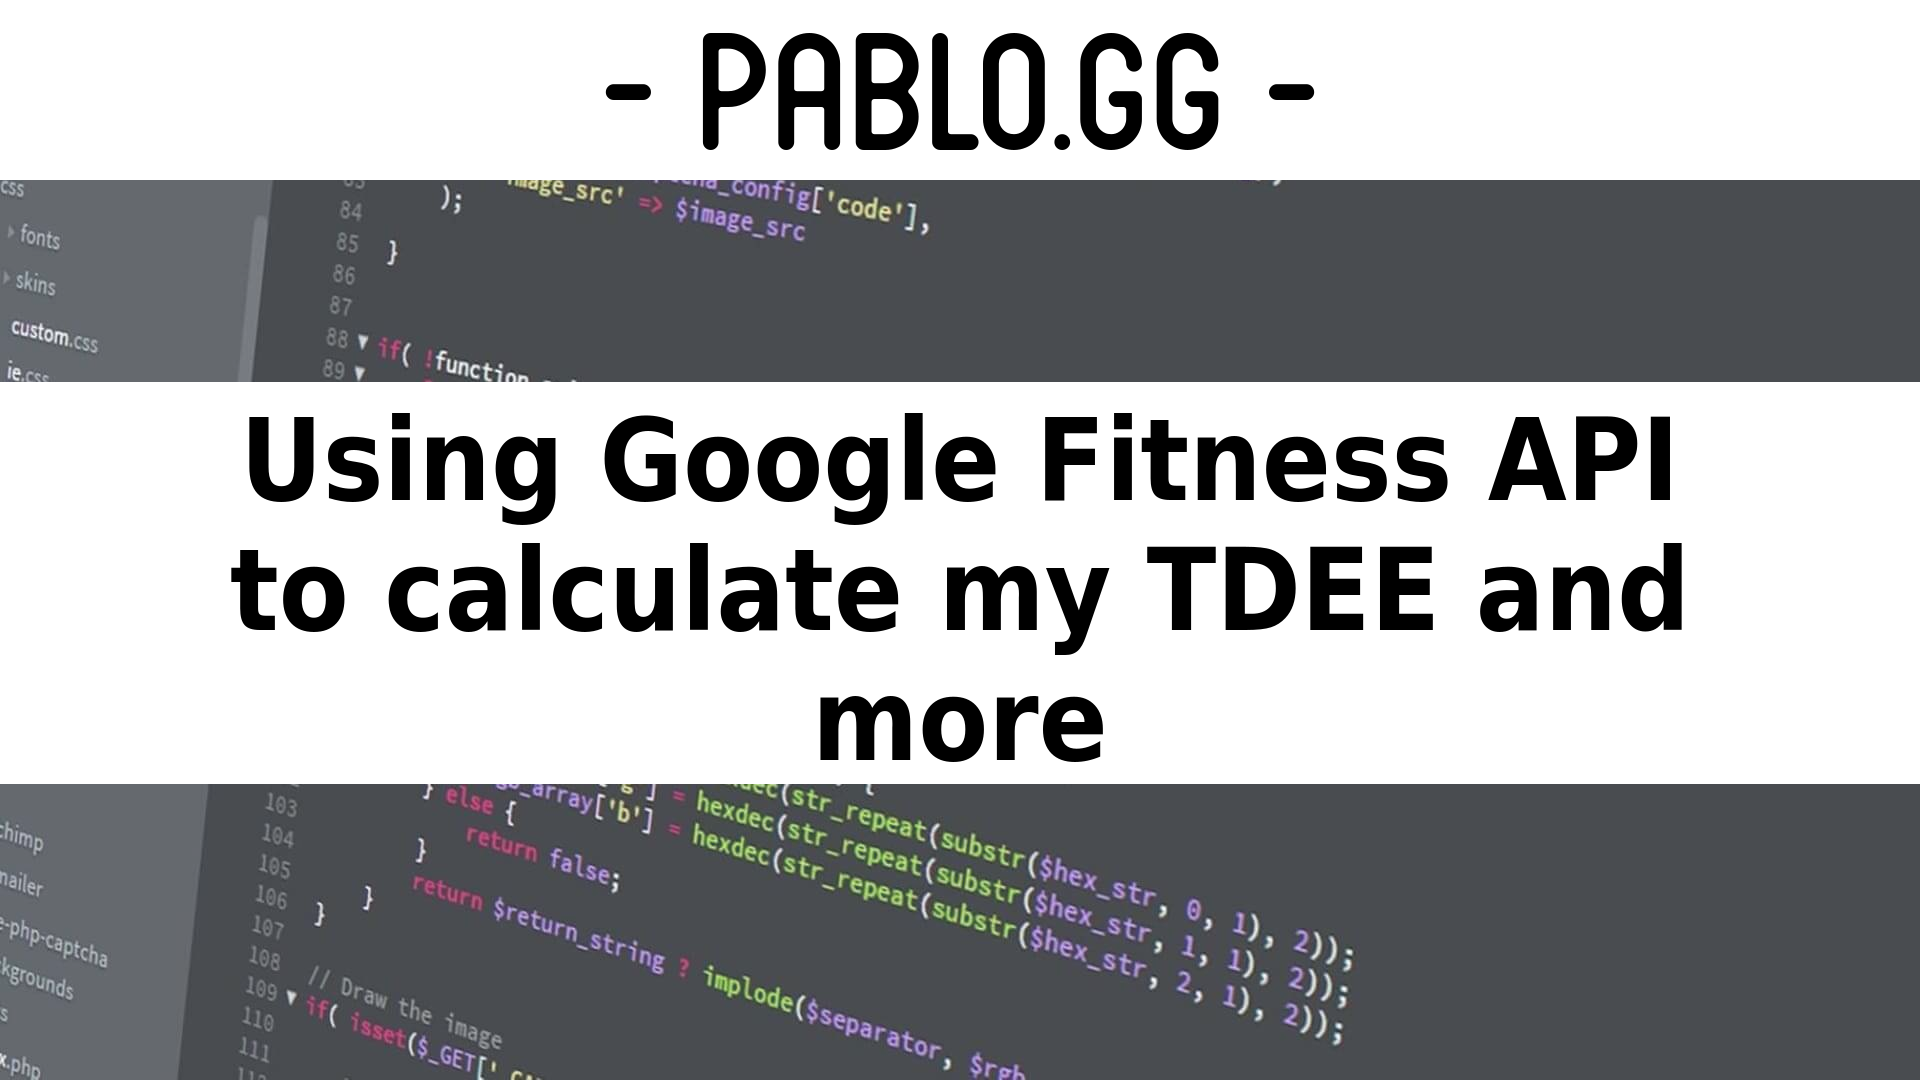 - PABLO.GG -
css
fonts
skins
custom.css
ie.css
84 );
image_src' => $image_src
_config['code'],
85 }
86
87
88 if( !function
89
Using Google Fitness API
to calculate my TDEE and
more
103 } else {
_array['b'] = hexdec(str_repeat(substr($hex_str, 0, 1), 2));
hexdec(str_repeat(substr($hex_str, 1, 1), 2));
hexdec(str_repeat(substr($hex_str, 2, 1), 2));
104 return false;
105 }
106 return $return_string ? implode($separator, $rgb
107 }
108
109 // Draw the image
110 if( isset($_GET['
111
chimp
mailer
e-php-captcha
kgrounds
x.php